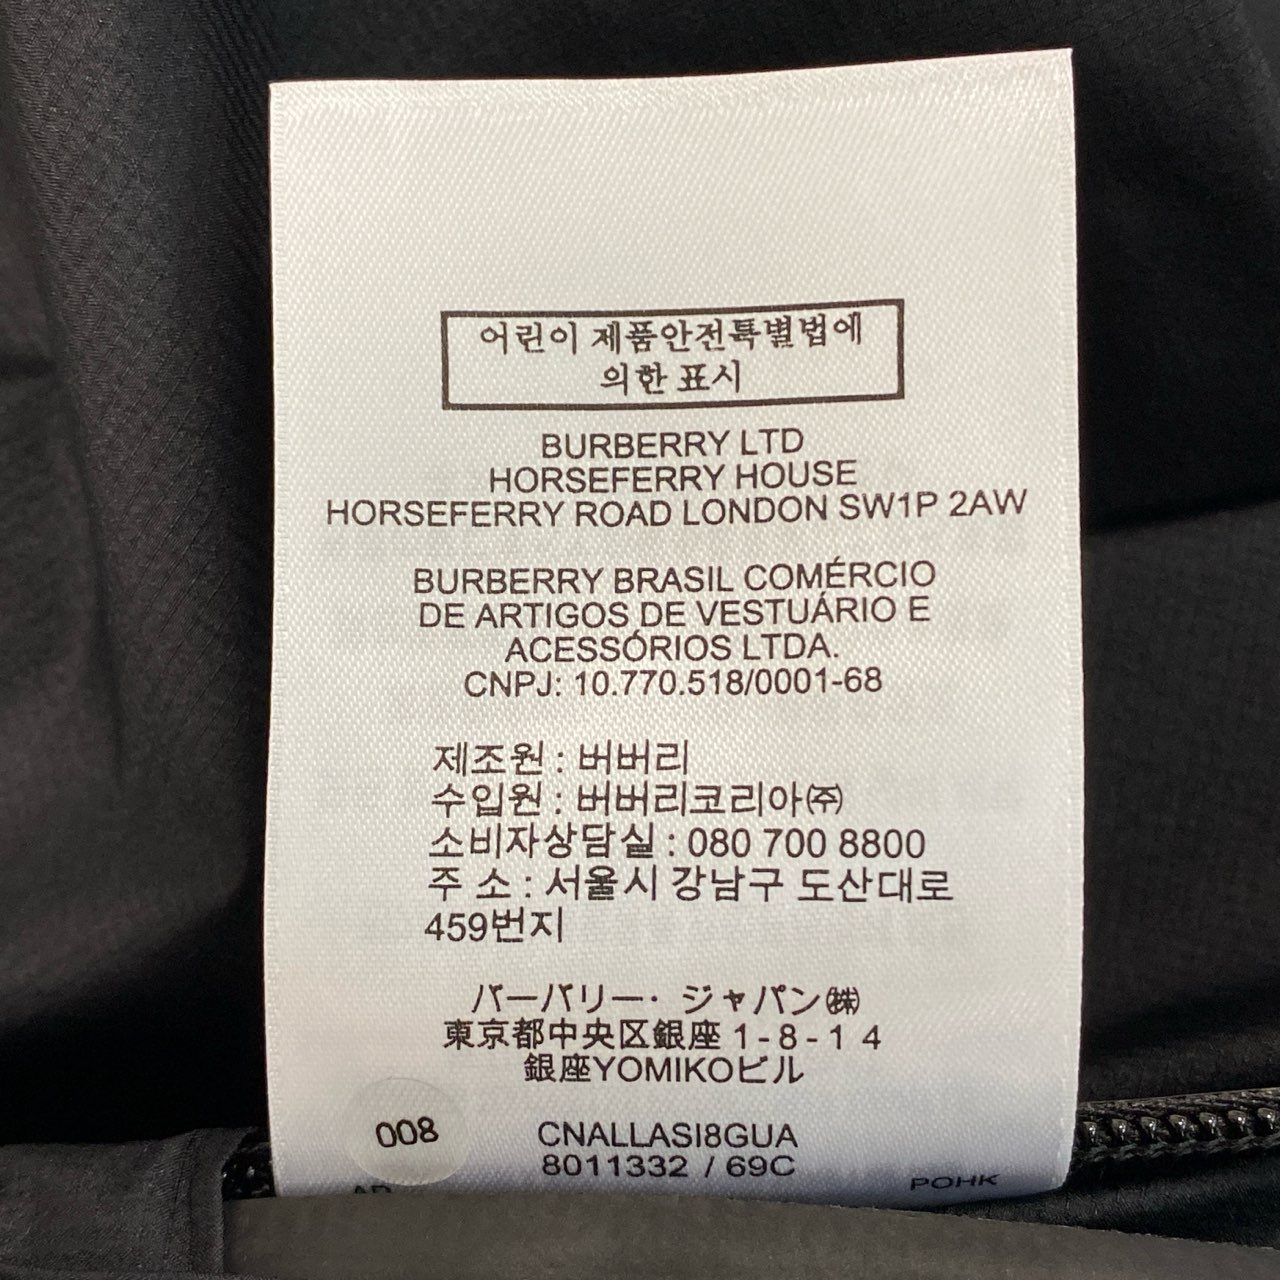 어린이 제품안전특별법에
의한 표시
BURBERRY LTD
HORSEFERRY HOUSE
HORSEFERRY ROAD LONDON SW1P 2AW
BURBERRY BRASIL COMÉRCIO
DE ARTIGOS DE VESTUÁRIO E
ACESSÓRIOS LTDA.
CNPJ: 10.770.518/0001-68
제조원 : 버버리
수입원 : 버버리코리아㈜
소비자상담실 : 080 700 8800
주 소 : 서울시 강남구 도산대로
459번지
バーバリー・ジャパン㈱
東京都中央区銀座 1-8-14
銀座YOMIKOビル
008
CNALLASI8GUA
8011332 / 69C
POHK